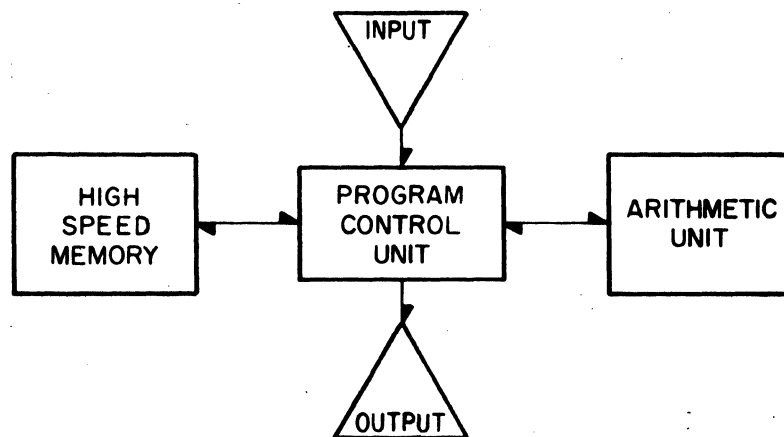 INPUT
HIGH
SPEED
MEMORY
PROGRAM
CONTROL
UNIT
ARITHMETIC
UNIT
OUTPUT